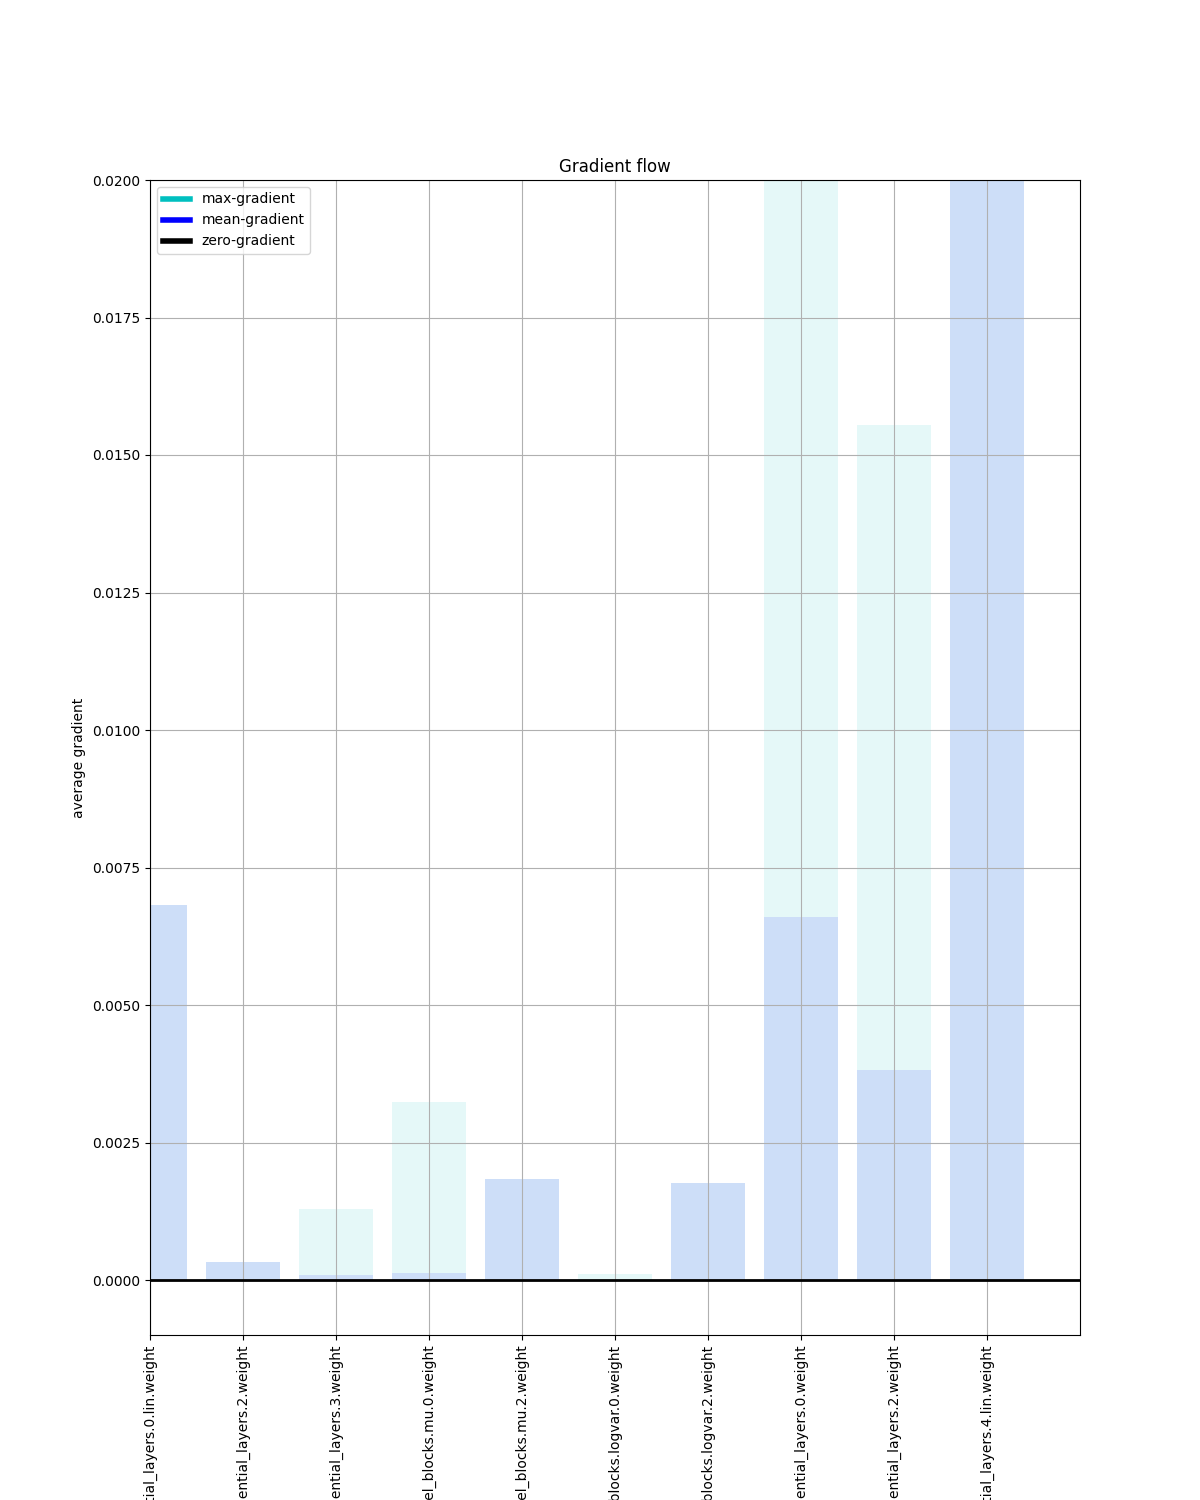 Gradient flow
max-gradient
mean-gradient
zero-gradient
0.0200
0.0175
0.0150
0.0125
0.0100
0.0075
0.0050
0.0025
0.0000
average gradient
tial_layers.0.lin.weight
ential_layers.2.weight
ential_layers.3.weight
el_blocks.mu.0.weight
el_blocks.mu.2.weight
blocks.logvar.0.weight
blocks.logvar.2.weight
ential_layers.0.weight
ential_layers.2.weight
tial_layers.4.lin.weight